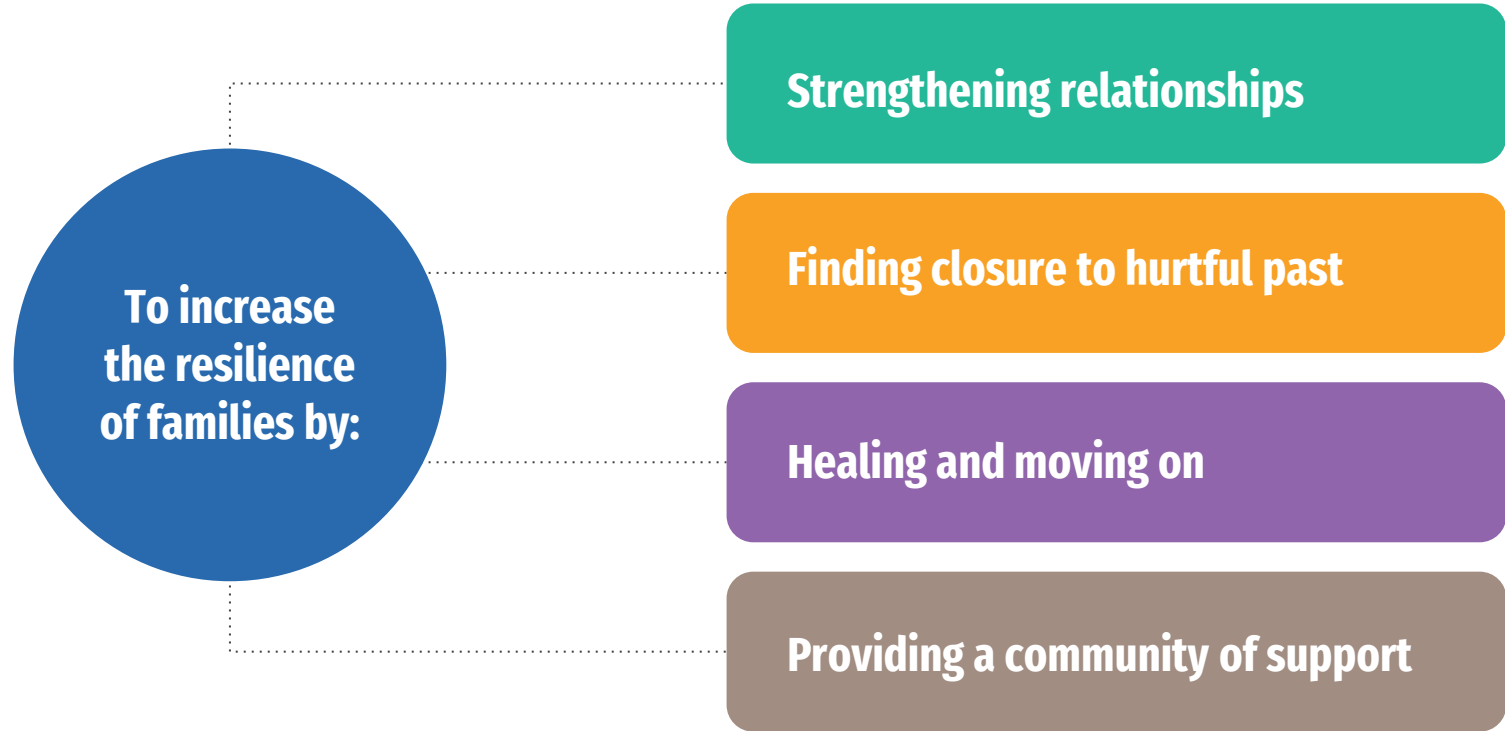 To increase
the resilience
of families by:
Strengthening relationships
Finding closure to hurtful past
Healing and moving on
Providing a community of support